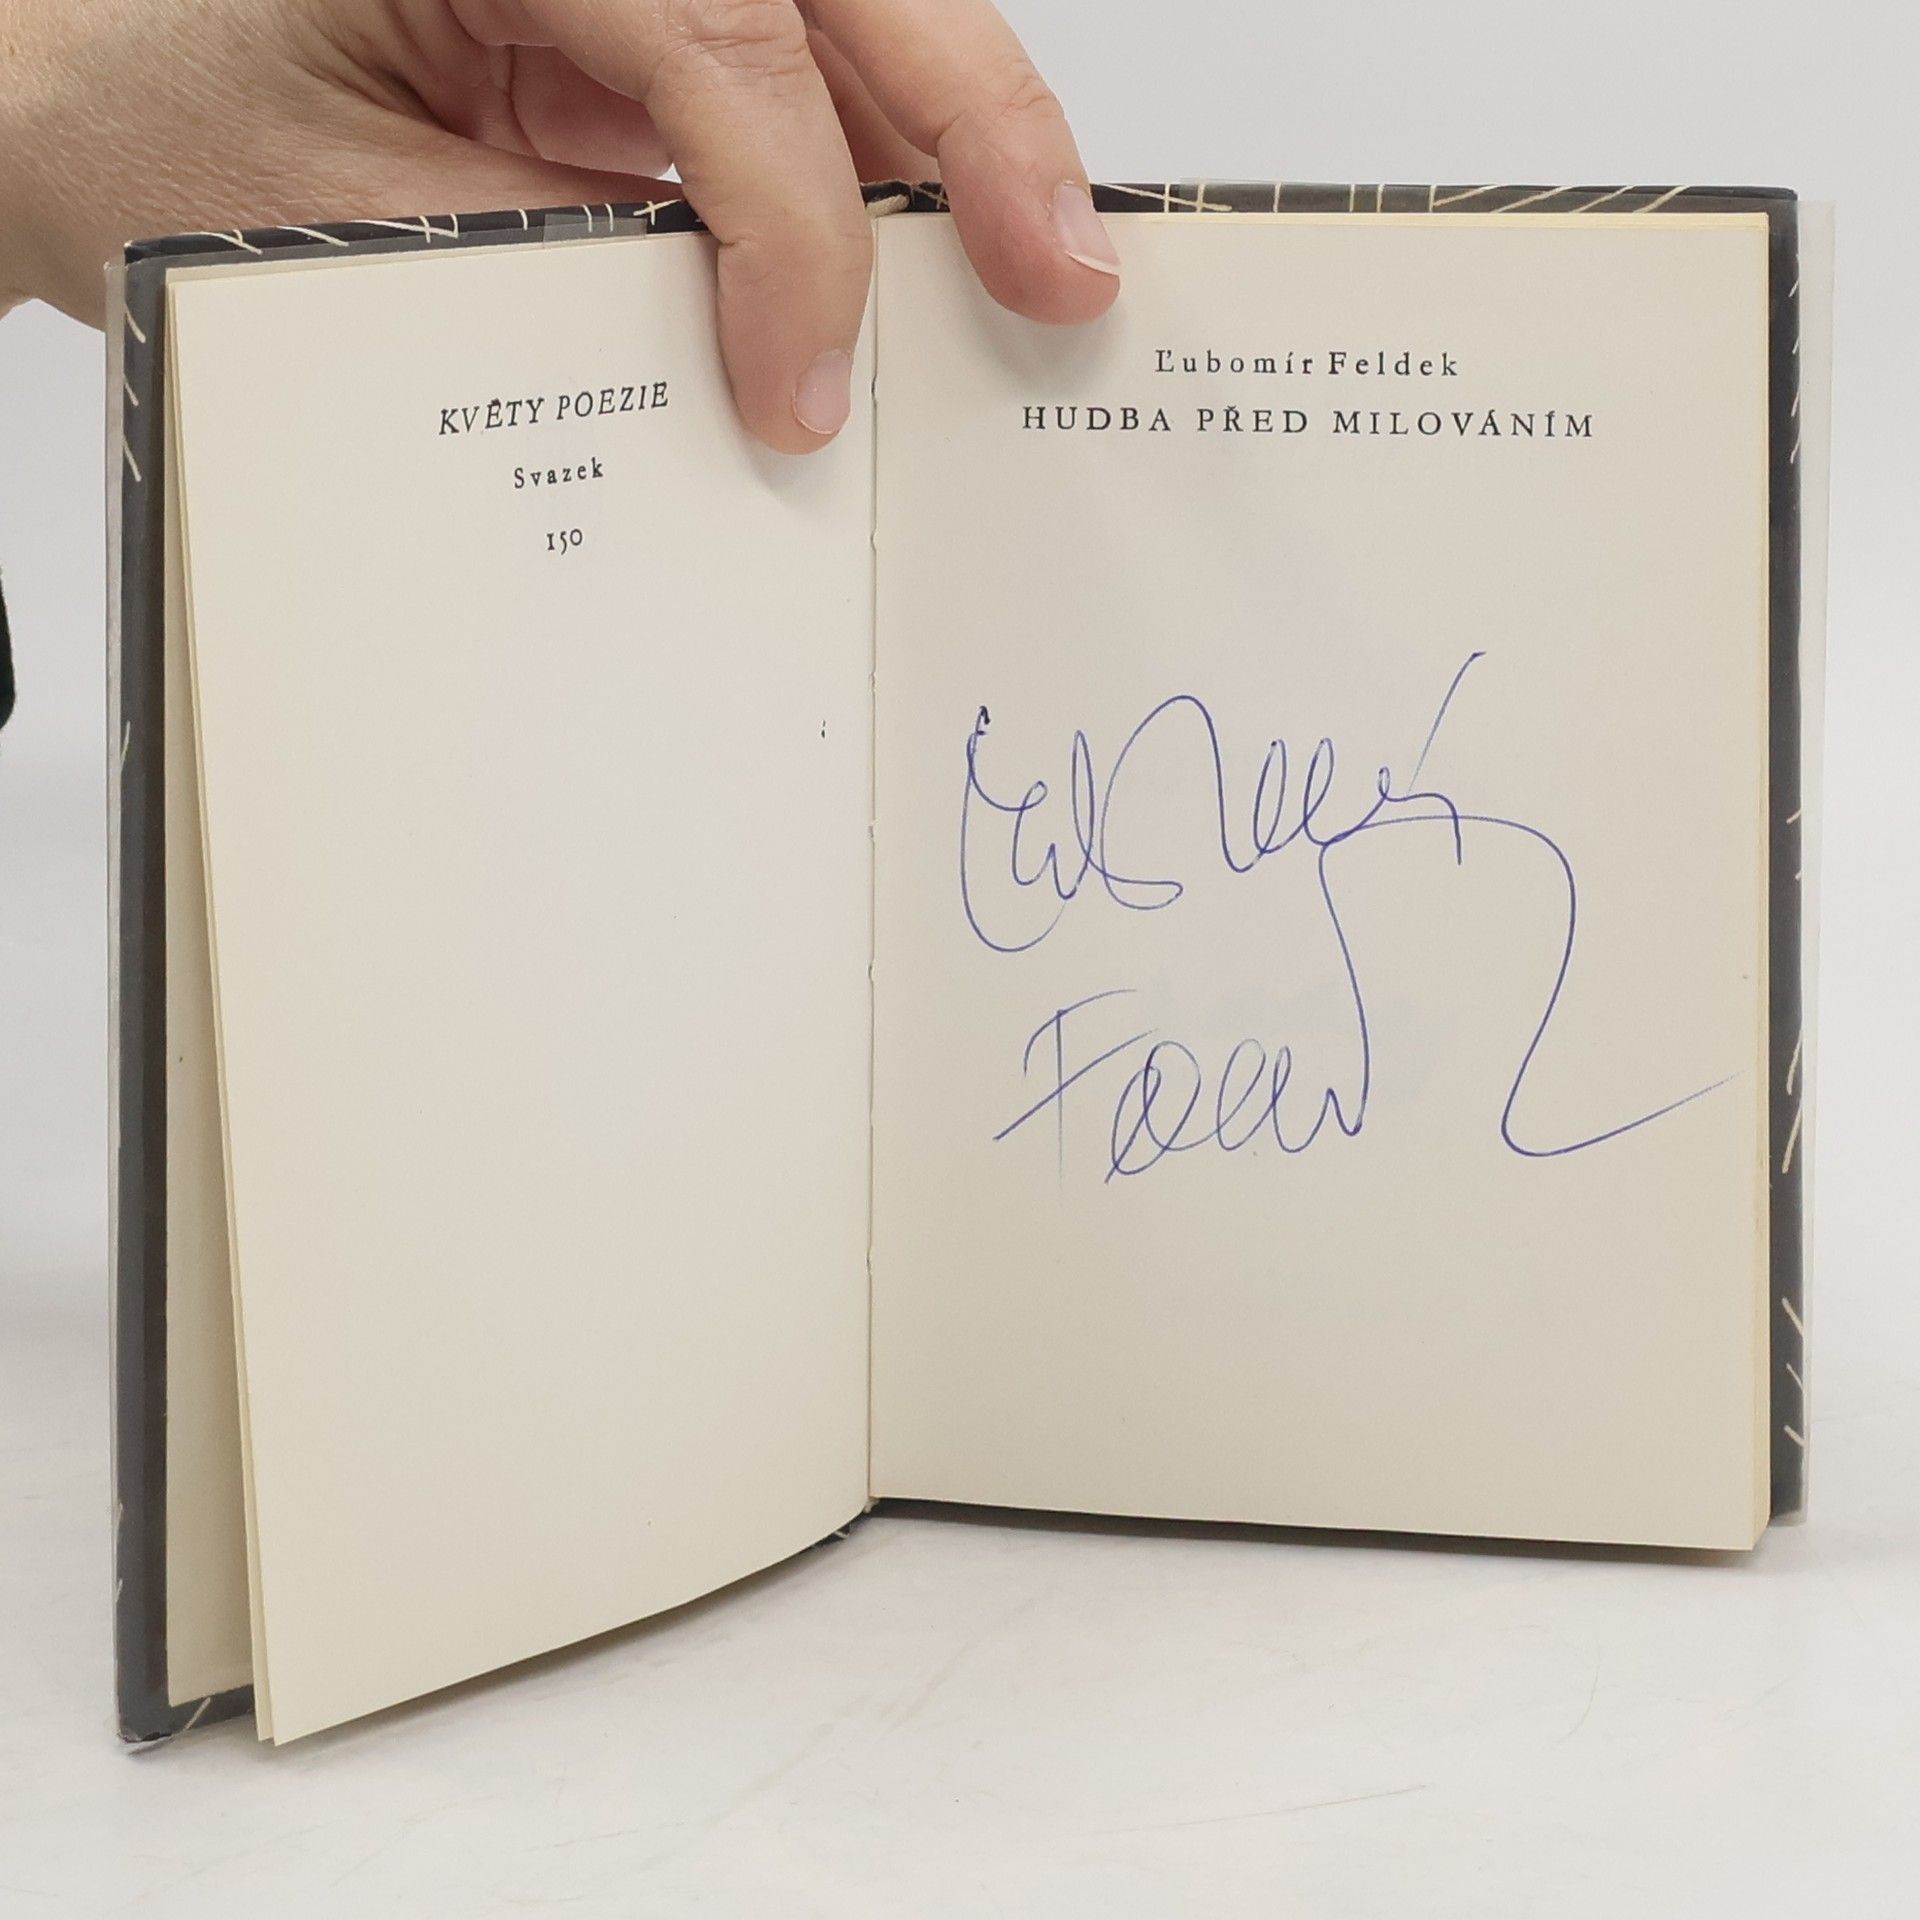 KVĚTY POEZIE
Svazek
150
Ľubomír Feldek
HUDBA PŘED MILOVÁNÍM